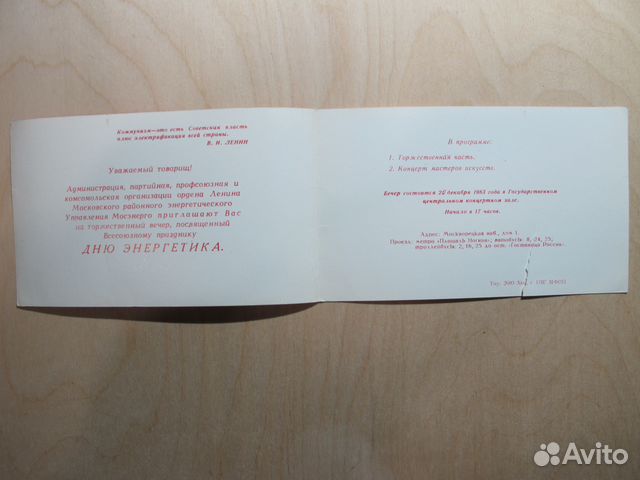 Коммунизм—это есть Советская власть
плюс электрификация всей страны.
В. И. ЛЕНИН
Уважаемый товарищ!
Администрация, партийная, профсоюзная и
комсомольская организации ордена Ленина
Московского районного энергетического
Управления Мосэнерго приглашают Вас
на торжественный вечер, посвященный
Всесоюзному празднику
ДНЮ ЭНЕРГЕТИКА.
В программе:
1. Торжественная часть.
2. Концерт мастеров искусств.
Вечер состоится декабря 1983 года в Государственном
центральном концертном зале.
Начало в 17 часов.
Адрес: Москворецкая наб., дом 1.
Проезд: метро «Площадь Ногина»; автобусы: 8, 24, 25,
троллейбусы: 2, 16, 25 до ост. «Гостиница Россия».
Avito